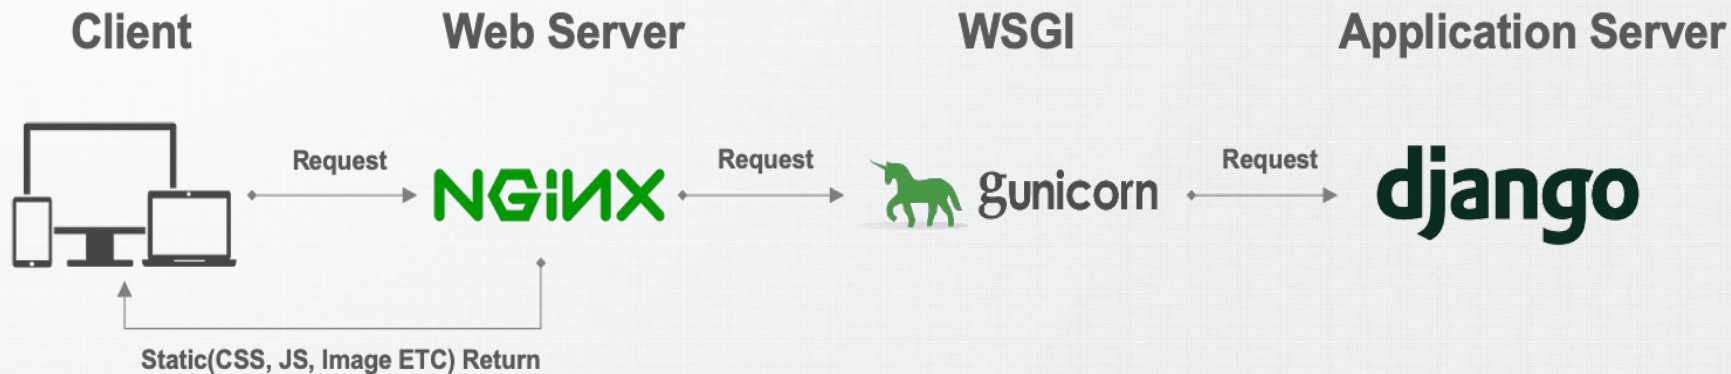 Client
Web Server
WSGI
Application Server
Request
NGiNX
Request
gunicorn
Request
django
Static(CSS, JS, Image ETC) Return